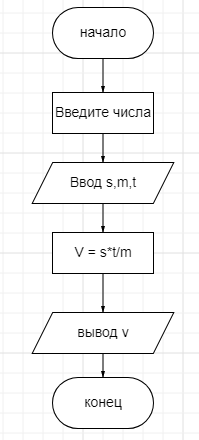 начало
Введите числа
Ввод s,m,t
V = s*t/m
вывод v
конец